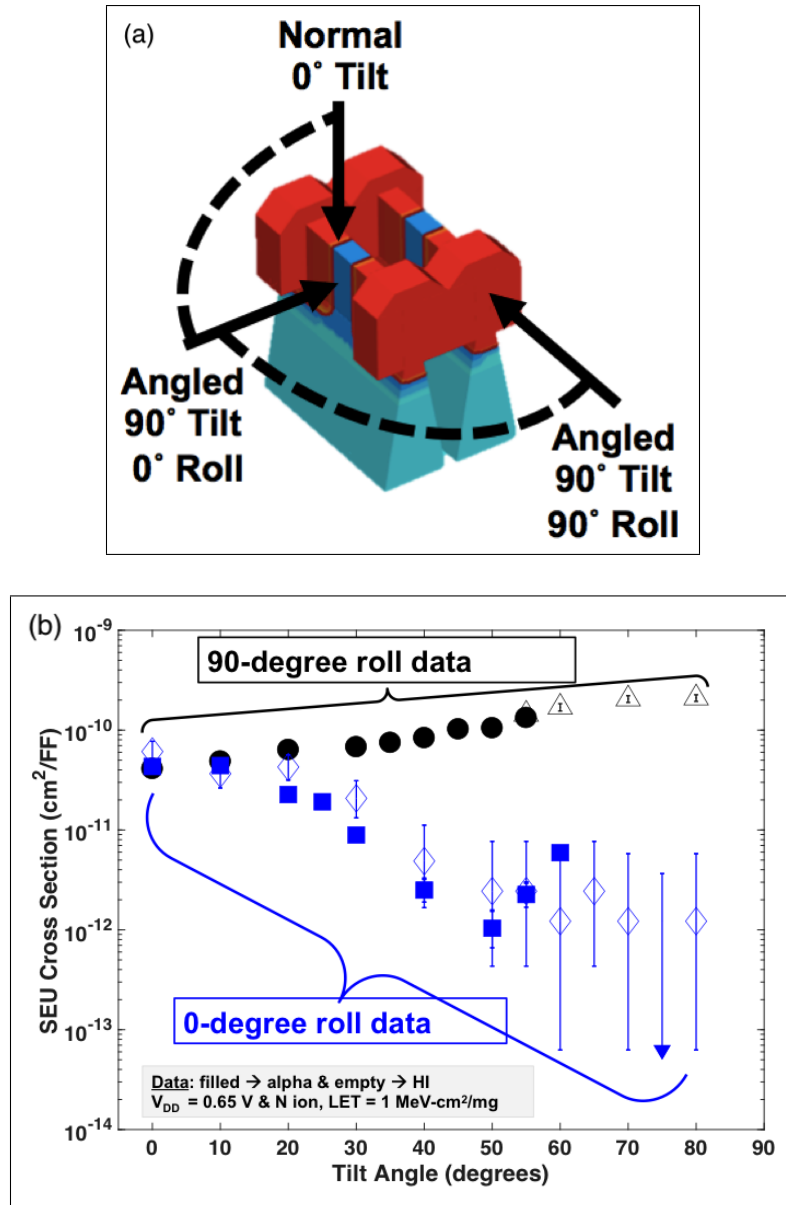 (a)
Normal
0° Tilt
Angled
90° Tilt
0° Roll
Angled
90° Tilt
90° Roll
(b)
90-degree roll data
0-degree roll data
Data: filled → alpha & empty → HI
V_DD = 0.65 V & N ion, LET = 1 MeV-cm²/mg
SEU Cross Section (cm²/FF)
10⁻⁹
10⁻¹⁰
10⁻¹¹
10⁻¹²
10⁻¹³
10⁻¹⁴
0 10 20 30 40 50 60 70 80 90
Tilt Angle (degrees)